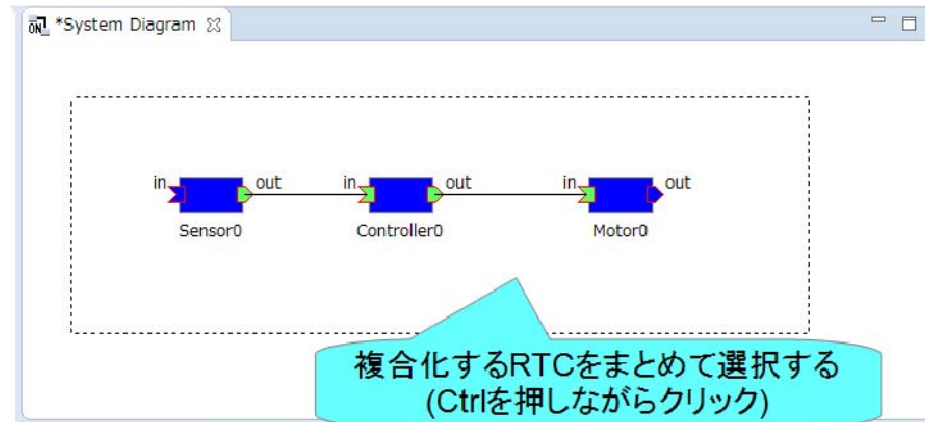 ON *System Diagram
in out in out in out
Sensor0 Controller0 Motor0
複合化するRTCをまとめて選択する
(Ctrlを押しながらクリック)